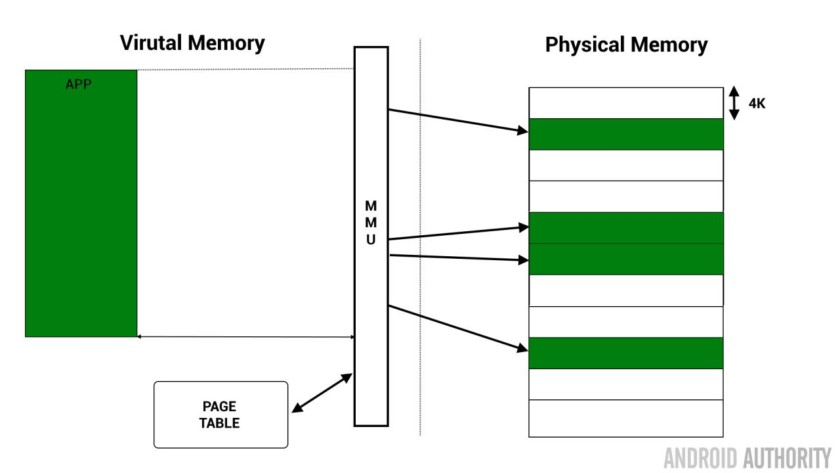 Virutal Memory
Physical Memory
APP
4K
M
M
U
PAGE
TABLE
ANDROID AUTHORITY